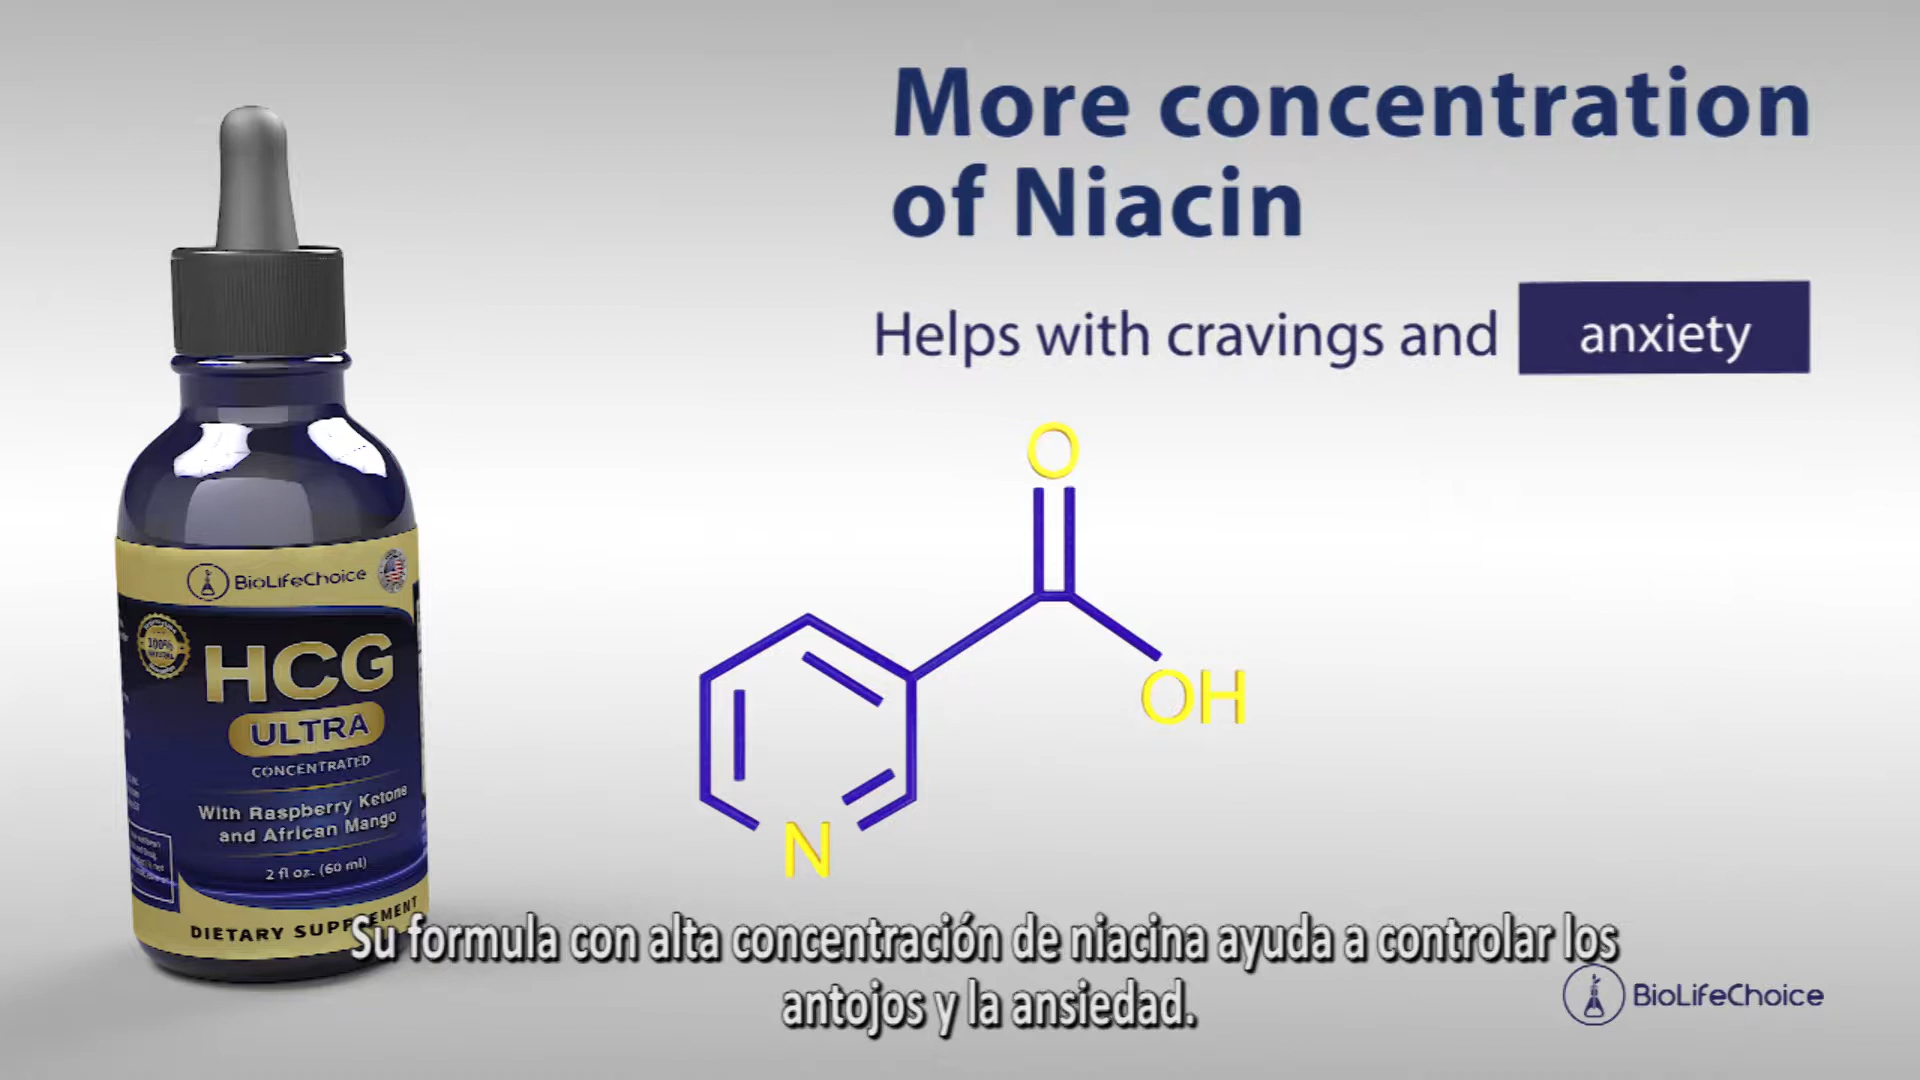 More concentration
of Niacin
Helps with cravings and anxiety
O
OH
N
BioLifeChoice
100%
HCG
ULTRA
CONCENTRATED
With Raspberry Ketone
and African Mango
2 fl oz. (60 ml)
DIETARY SUPPLEMENT
Su formula con alta concentración de niacina ayuda a controlar los
antojos y la ansiedad.
BioLifeChoice